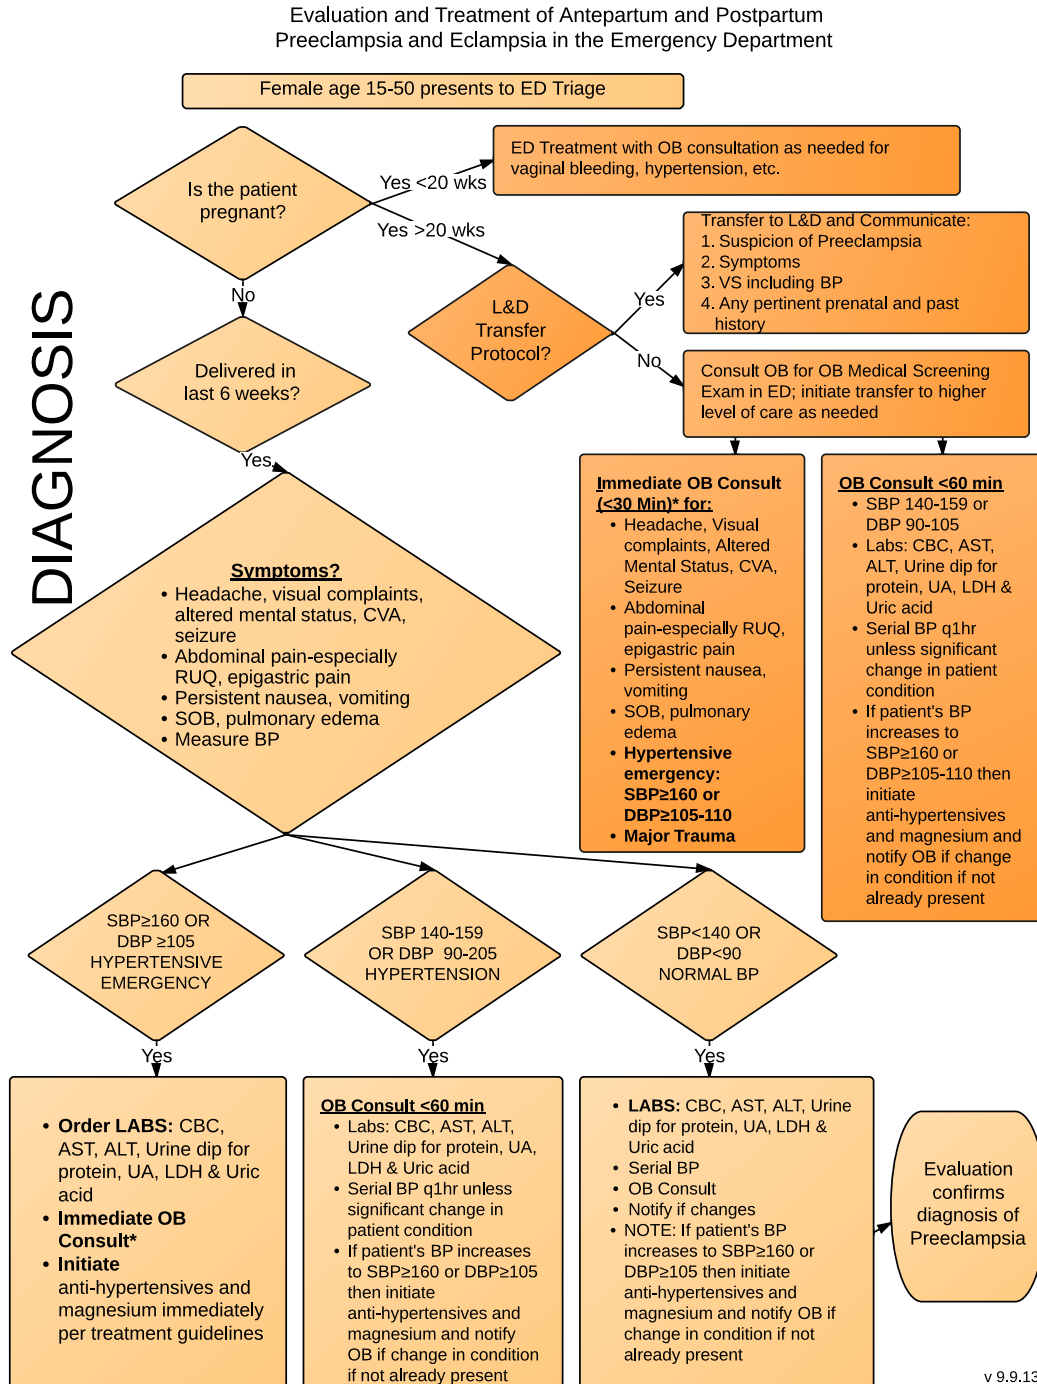 Evaluation and Treatment of Antepartum and Postpartum
Preeclampsia and Eclampsia in the Emergency Department
Female age 15-50 presents to ED Triage
DIAGNOSIS
Is the patient
pregnant?
Yes <20 wks
ED Treatment with OB consultation as needed for
vaginal bleeding, hypertension, etc.
Yes >20 wks
L&D
Transfer
Protocol?
Yes
Transfer to L&D and Communicate:
1. Suspicion of Preeclampsia
2. Symptoms
3. VS including BP
4. Any pertinent prenatal and past
history
No
Consult OB for OB Medical Screening
Exam in ED; initiate transfer to higher
level of care as needed
Immediate OB Consult
(<30 Min)* for:
• Headache, Visual
complaints, Altered
Mental Status, CVA,
Seizure
• Abdominal
pain-especially RUQ,
epigastric pain
• Persistent nausea,
vomiting
• SOB, pulmonary
edema
• Hypertensive
emergency:
SBP≥160 or
DBP≥105-110
• Major Trauma
OB Consult <60 min
• SBP 140-159 or
DBP 90-105
• Labs: CBC, AST,
ALT, Urine dip for
protein, UA, LDH &
Uric acid
• Serial BP q1hr
unless significant
change in patient
condition
• If patient's BP
increases to
SBP≥160 or
DBP≥105-110 then
initiate
anti-hypertensives
and magnesium and
notify OB if change
in condition if not
already present
No
Delivered in
last 6 weeks?
Yes
Symptoms?
• Headache, visual complaints,
altered mental status, CVA,
seizure
• Abdominal pain-especially
RUQ, epigastric pain
• Persistent nausea, vomiting
• SOB, pulmonary edema
• Measure BP
SBP≥160 OR
DBP ≥105
HYPERTENSIVE
EMERGENCY
Yes
• Order LABS: CBC,
AST, ALT, Urine dip for
protein, UA, LDH & Uric
acid
• Immediate OB
Consult*
• Initiate
anti-hypertensives and
magnesium immediately
per treatment guidelines
SBP 140-159
OR DBP 90-205
HYPERTENSION
Yes
OB Consult <60 min
• Labs: CBC, AST, ALT,
Urine dip for protein, UA,
LDH & Uric acid
• Serial BP q1hr unless
significant change in
patient condition
• If patient's BP increases
to SBP≥160 or DBP≥105
then initiate
anti-hypertensives and
magnesium and notify
OB if change in condition
if not already present
SBP<140 OR
DBP<90
NORMAL BP
Yes
• LABS: CBC, AST, ALT, Urine
dip for protein, UA, LDH &
Uric acid
• Serial BP
• OB Consult
• Notify if changes
• NOTE: If patient's BP
increases to SBP≥160 or
DBP≥105 then initiate
anti-hypertensives and
magnesium and notify OB if
change in condition if not
already present
Evaluation
confirms
diagnosis of
Preeclampsia
v 9.9.13